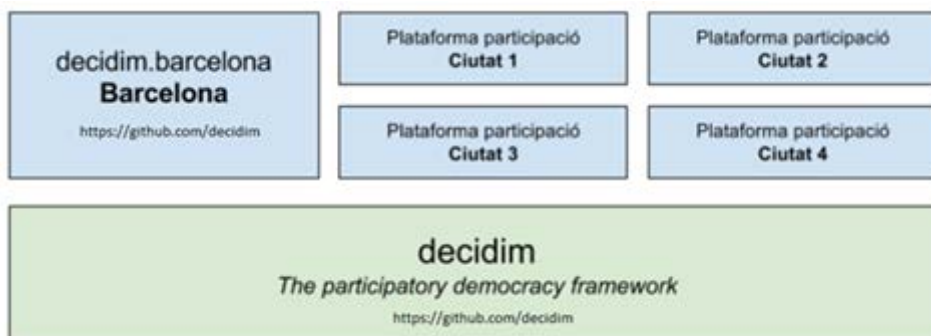 decidim.barcelona
Barcelona
https://github.com/decidim
Plataforma participació
Ciutat 1
Plataforma participació
Ciutat 2
Plataforma participació
Ciutat 3
Plataforma participació
Ciutat 4
decidim
The participatory democracy framework
https://github.com/decidim